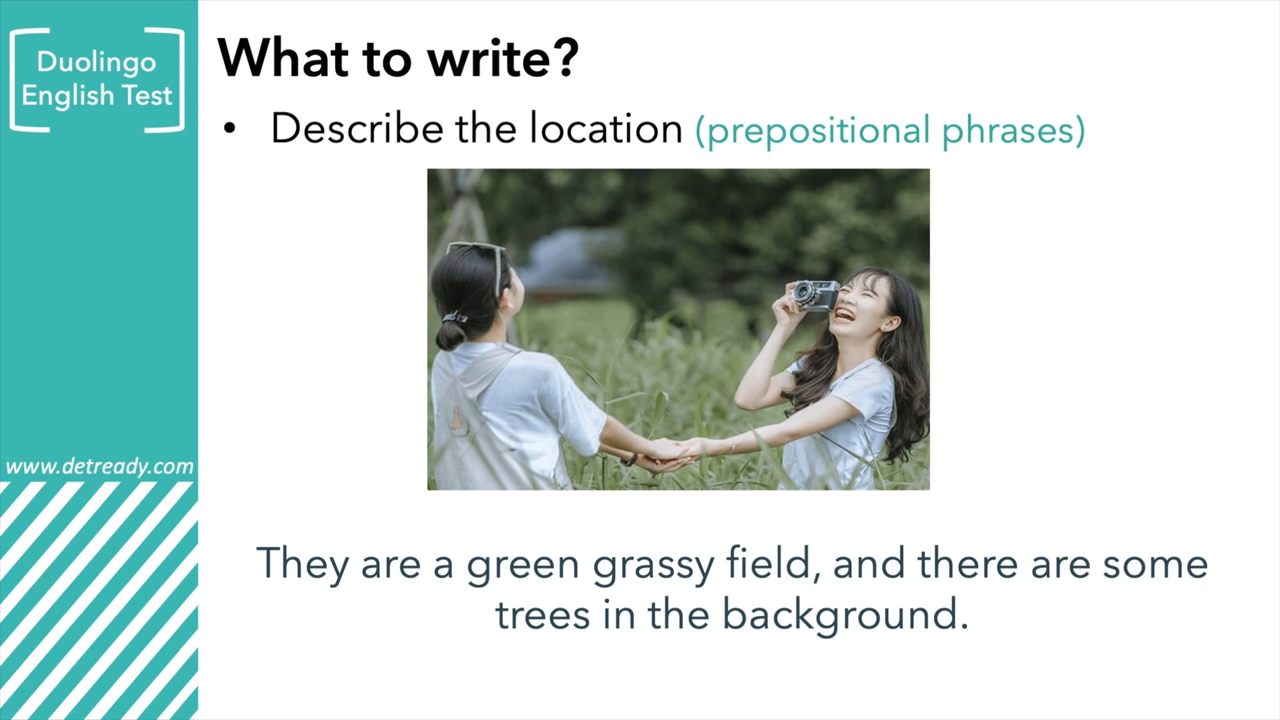 Duolingo
English Test
What to write?
• Describe the location (prepositional phrases)
www.detready.com
They are a green grassy field, and there are some
trees in the background.